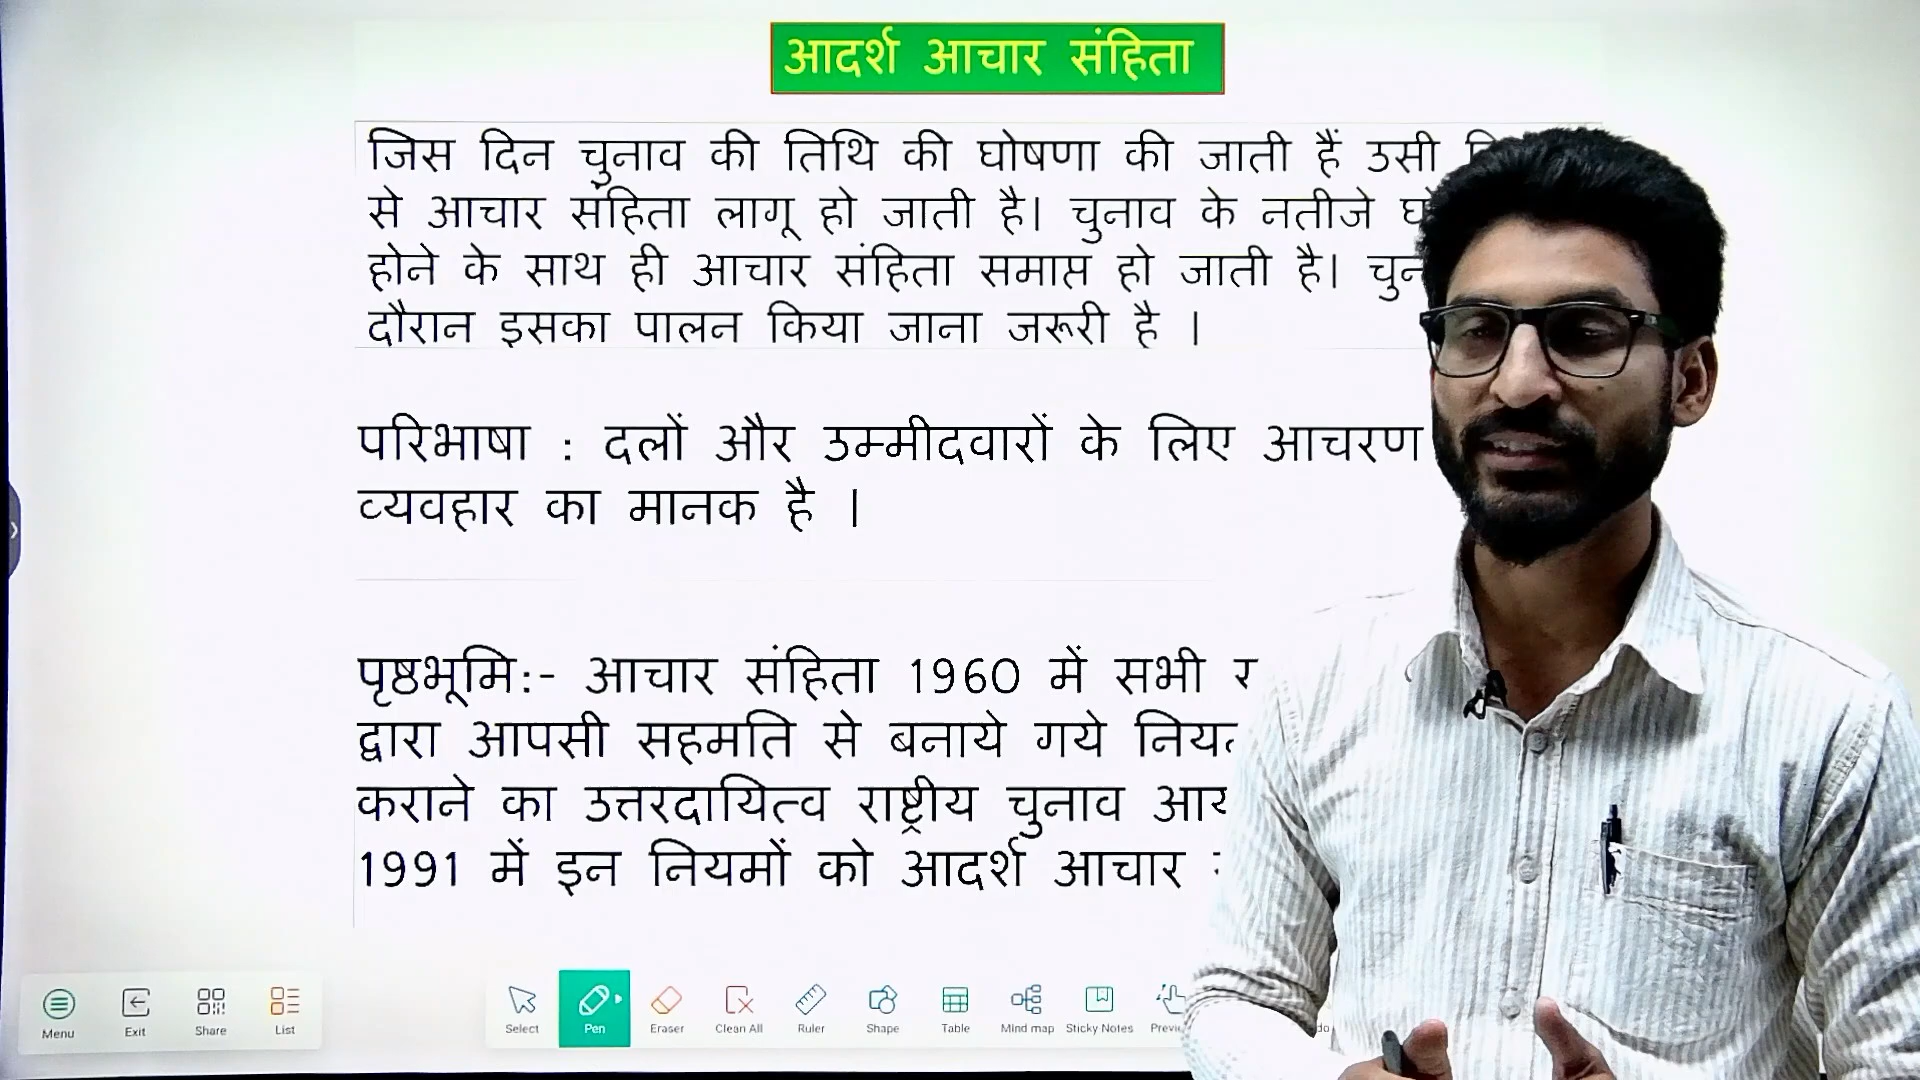 आदर्श आचार संहिता
जिस दिन चुनाव की तिथि की घोषणा की जाती हैं उसी
से आचार संहिता लागू हो जाती है। चुनाव के नतीजे
होने के साथ ही आचार संहिता समाप्त हो जाती है।
दौरान इसका पालन किया जाना जरूरी है ।
परिभाषा : दलों और उम्मीदवारों के लिए आचरण
व्यवहार का मानक है ।
पृष्ठभूमि:- आचार संहिता 1960 में सभी
द्वारा आपसी सहमति से बनाये गये
कराने का उत्तरदायित्व राष्ट्रीय चुनाव
1991 में इन नियमों को आदर्श आचार
Menu Exit Share List Select Pen Eraser Clean All Ruler Shape Table Mind map Sticky Notes